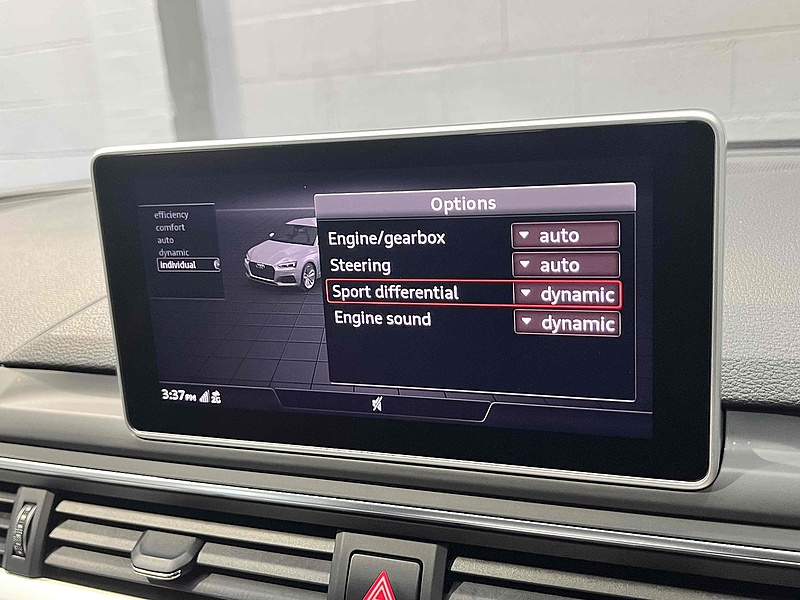 Options
efficiency
comfort
auto
dynamic
individual
Engine/gearbox auto
Steering auto
Sport differential dynamic
Engine sound dynamic
3:37PM 2G